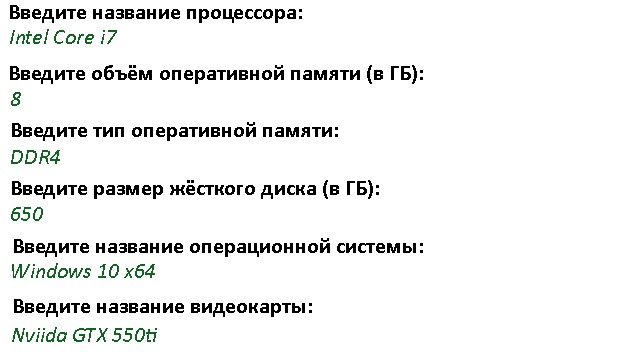 Введите название процессора:
Intel Core i7
Введите объём оперативной памяти (в ГБ):
8
Введите тип оперативной памяти:
DDR4
Введите размер жёсткого диска (в ГБ):
650
Введите название операционной системы:
Windows 10 x64
Введите название видеокарты:
Nviida GTX 550ti